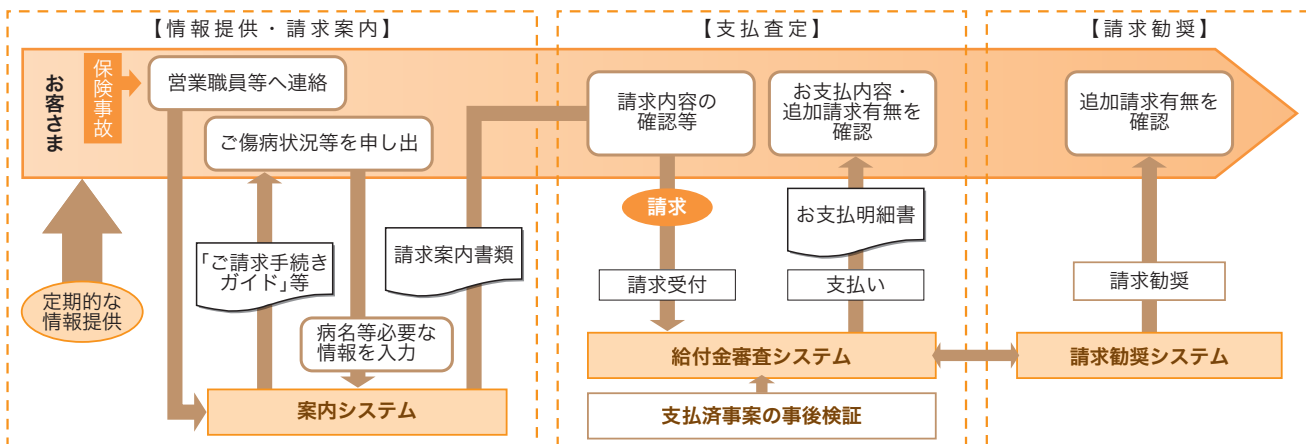 【情報提供・請求案内】
【支払査定】
【請求勧奨】
お客さま
保険事故
営業職員等へ連絡
ご傷病状況等を申し出
「ご請求手続き
ガイド」等
請求案内書類
定期的な
情報提供
病名等必要な
情報を入力
案内システム
請求内容の
確認等
請求
請求受付
お支払内容・
追加請求有無を
確認
お支払明細書
支払い
給付金審査システム
支払済事案の事後検証
追加請求有無を
確認
請求勧奨
請求勧奨システム